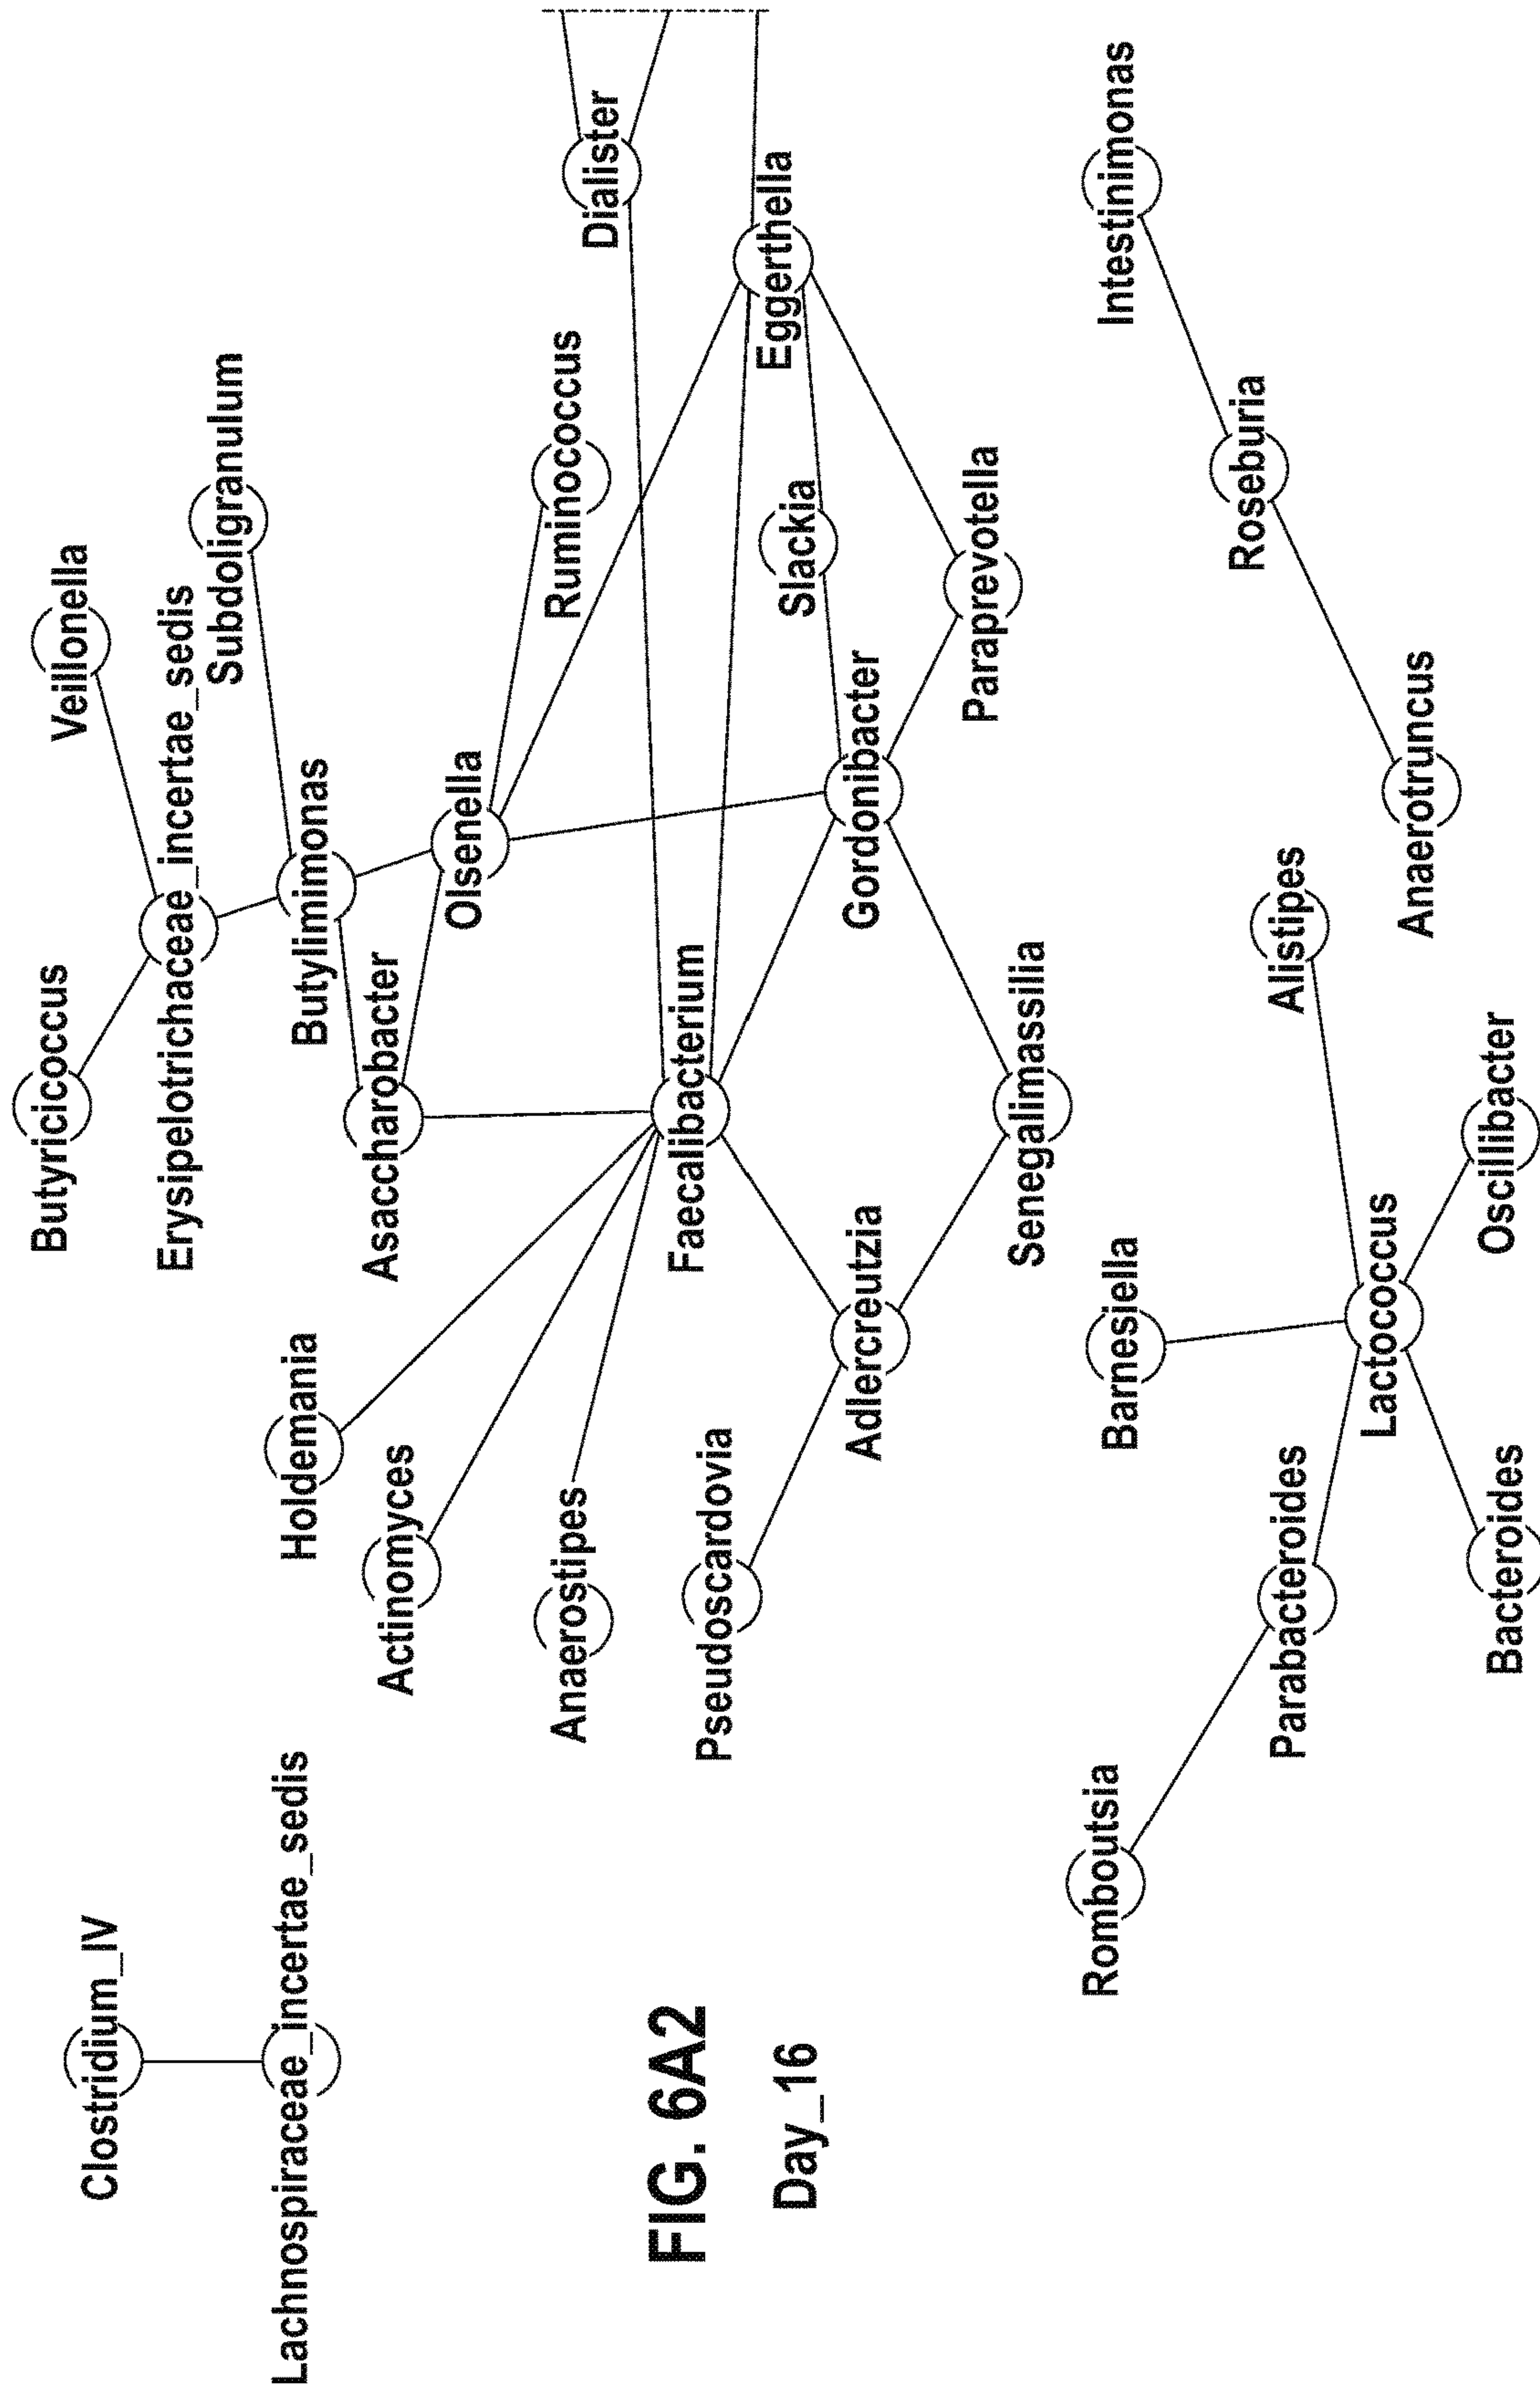 Clostridium_IV
Lachnospiraceae_incertae_sedis
FIG. 6A2
Day_16
Butyricicoccus
Veillonella
Erysipelotrichaceae_incertae_sedis
Subdoligranulum
Butylimimonas
Holdemania
Asaccharobacter
Actinomyces
Olsenella
Ruminococcus
Anaerostipes
Dialister
Faecalibacterium
Pseudoscardovia
Eggerthella
Slackia
Adlercreutzia
Gordonibacter
Paraprevotella
Senegalimassilia
Romboutsia
Barnesiella
Intestinimonas
Roseburia
Parabacteroides
Alistipes
Lactococcus
Anaerotruncus
Bacteroides
Oscillibacter